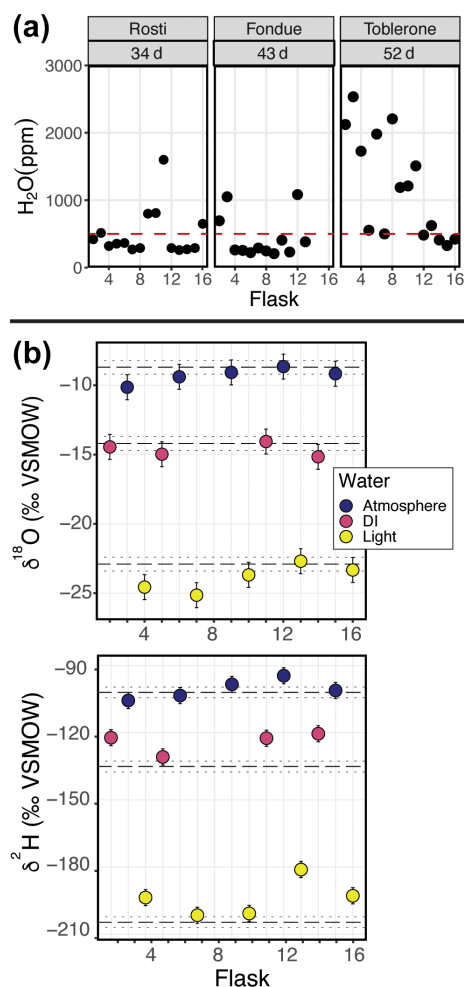 (a)
Rosti Fondue Toblerone
34 d 43 d 52 d
3000
2000
1000
0
H₂O(ppm)
4 8 12 16 4 8 12 16 4 8 12 16
Flask
(b)
−10
−15
−20
−25
δ¹⁸O (‰ VSMOW)
Water
Atmosphere
DI
Light
4 8 12 16
−90
−120
−150
−180
−210
δ²H (‰ VSMOW)
4 8 12 16
Flask